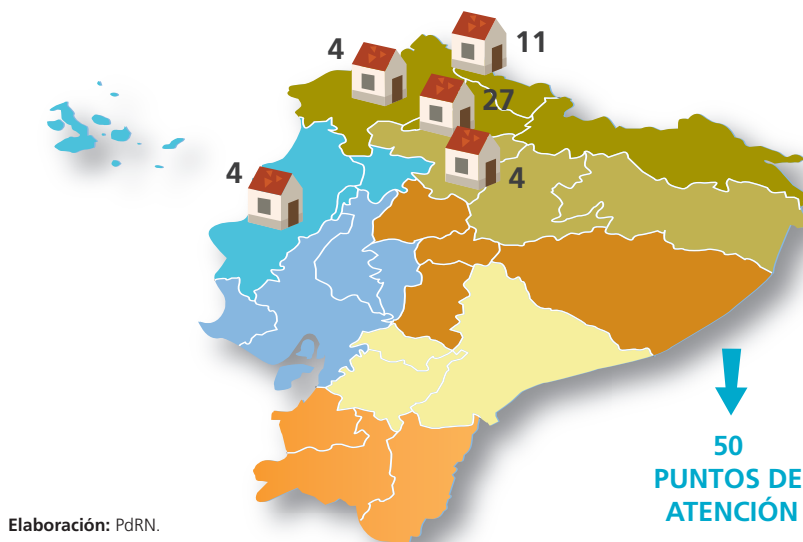 11
4
27
4
4
50
PUNTOS DE
ATENCIÓN
Elaboración: PdRN.